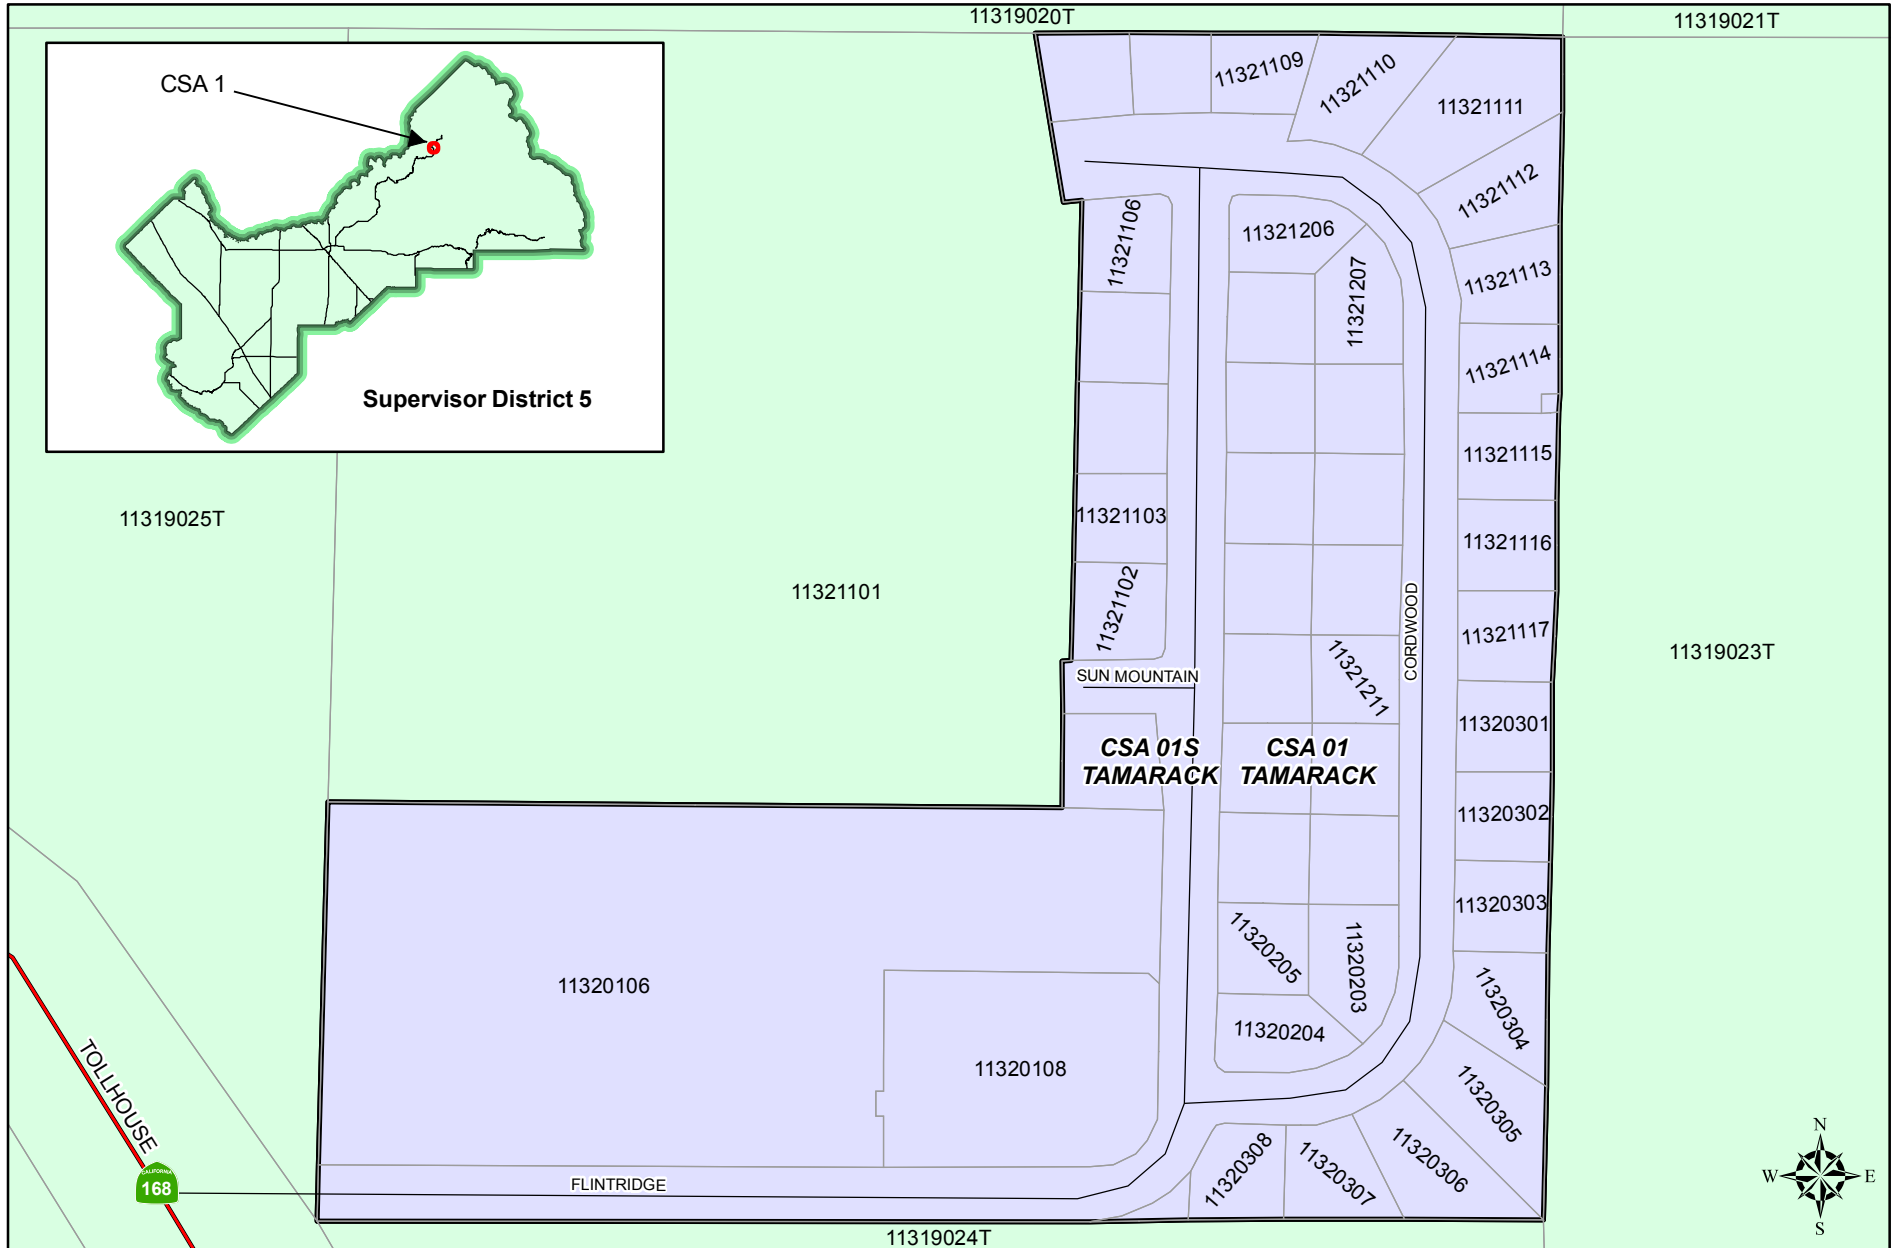 11319020T
11319021T
CSA 1
Supervisor District 5
11321109
11321110
11321111
11321112
11321106
11321206
11321207
11321113
11321114
11321115
11319025T
11321103
11321116
11321101
11321102
CORDWOOD
11321117
11319023T
SUN MOUNTAIN
11321211
11320301
CSA 01S
TAMARACK
CSA 01
TAMARACK
11320302
11320303
11320205
11320203
11320106
11320304
11320204
11320108
TOLLHOUSE
11320305
11320306
11320307
11320308
CALIFORNIA
168
FLINTRIDGE
11319024T
N
W
E
S